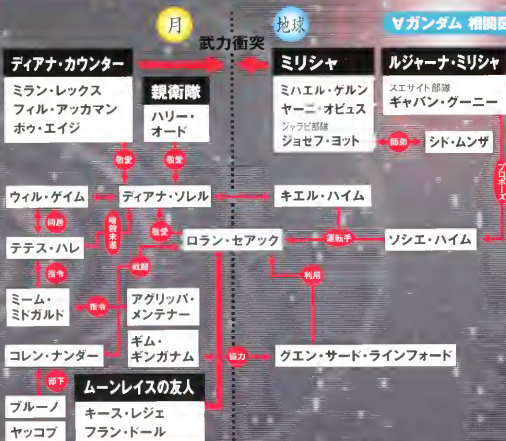 月
地球
∀ガンダム 相関図
武力衝突
ディアナ・カウンター
ミラン・レックス
フィル・アッカマン
ポゥ・エイジ
親衛隊
ハリー・
オード
ミリシャ
ミハエル・ゲルン
ヤーニ・オビュス
ジャラピ部隊
ジョゼフ・ヨット
ルジャーナ・ミリシャ
スエサイト部隊
ギャバン・グーニー
師弟
シド・ムンザ
プロポーズ
敬愛
敬愛
ウィル・ゲイム
ディアナ・ソレル
キエル・ハイム
同居
暗殺未遂
敬愛
テテス・ハレ
ロラン・セアック
運転手
ソシエ・ハイム
戦闘
指令
利用
ミーム・
ミドガルド
指令
アグリッパ・
メンテナー
ギム・
ギンガナム
コレン・ナンダー
協力
グエン・サード・ラインフォード
部下
ムーンレイスの友人
ブルーノ
キース・レジェ
ヤッコプ
フラン・ドール